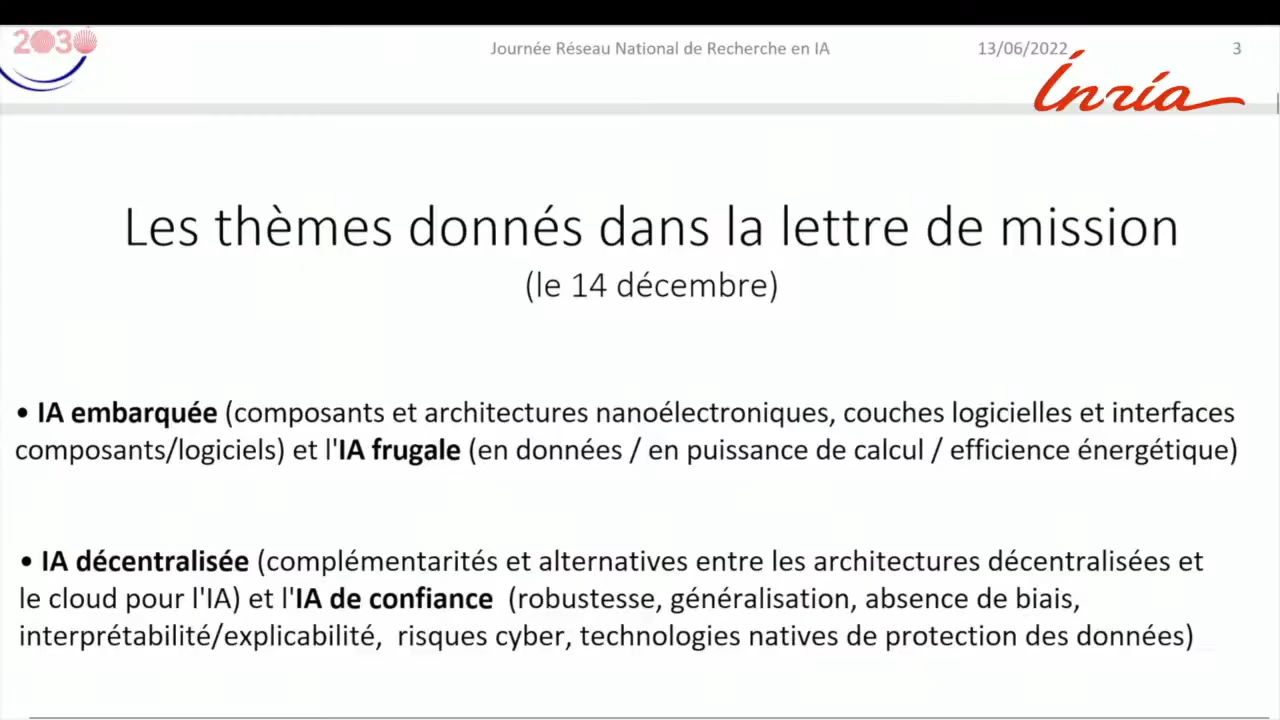 2030
Journée Réseau National de Recherche en IA 13/06/2022 3
Inria
Les thèmes donnés dans la lettre de mission
(le 14 décembre)
• IA embarquée (composants et architectures nanoélectroniques, couches logicielles et interfaces
composants/logiciels) et l'IA frugale (en données / en puissance de calcul / efficience énergétique)
• IA décentralisée (complémentarités et alternatives entre les architectures décentralisées et
le cloud pour l'IA) et l'IA de confiance (robustesse, généralisation, absence de biais,
interprétabilité/explicabilité, risques cyber, technologies natives de protection des données)